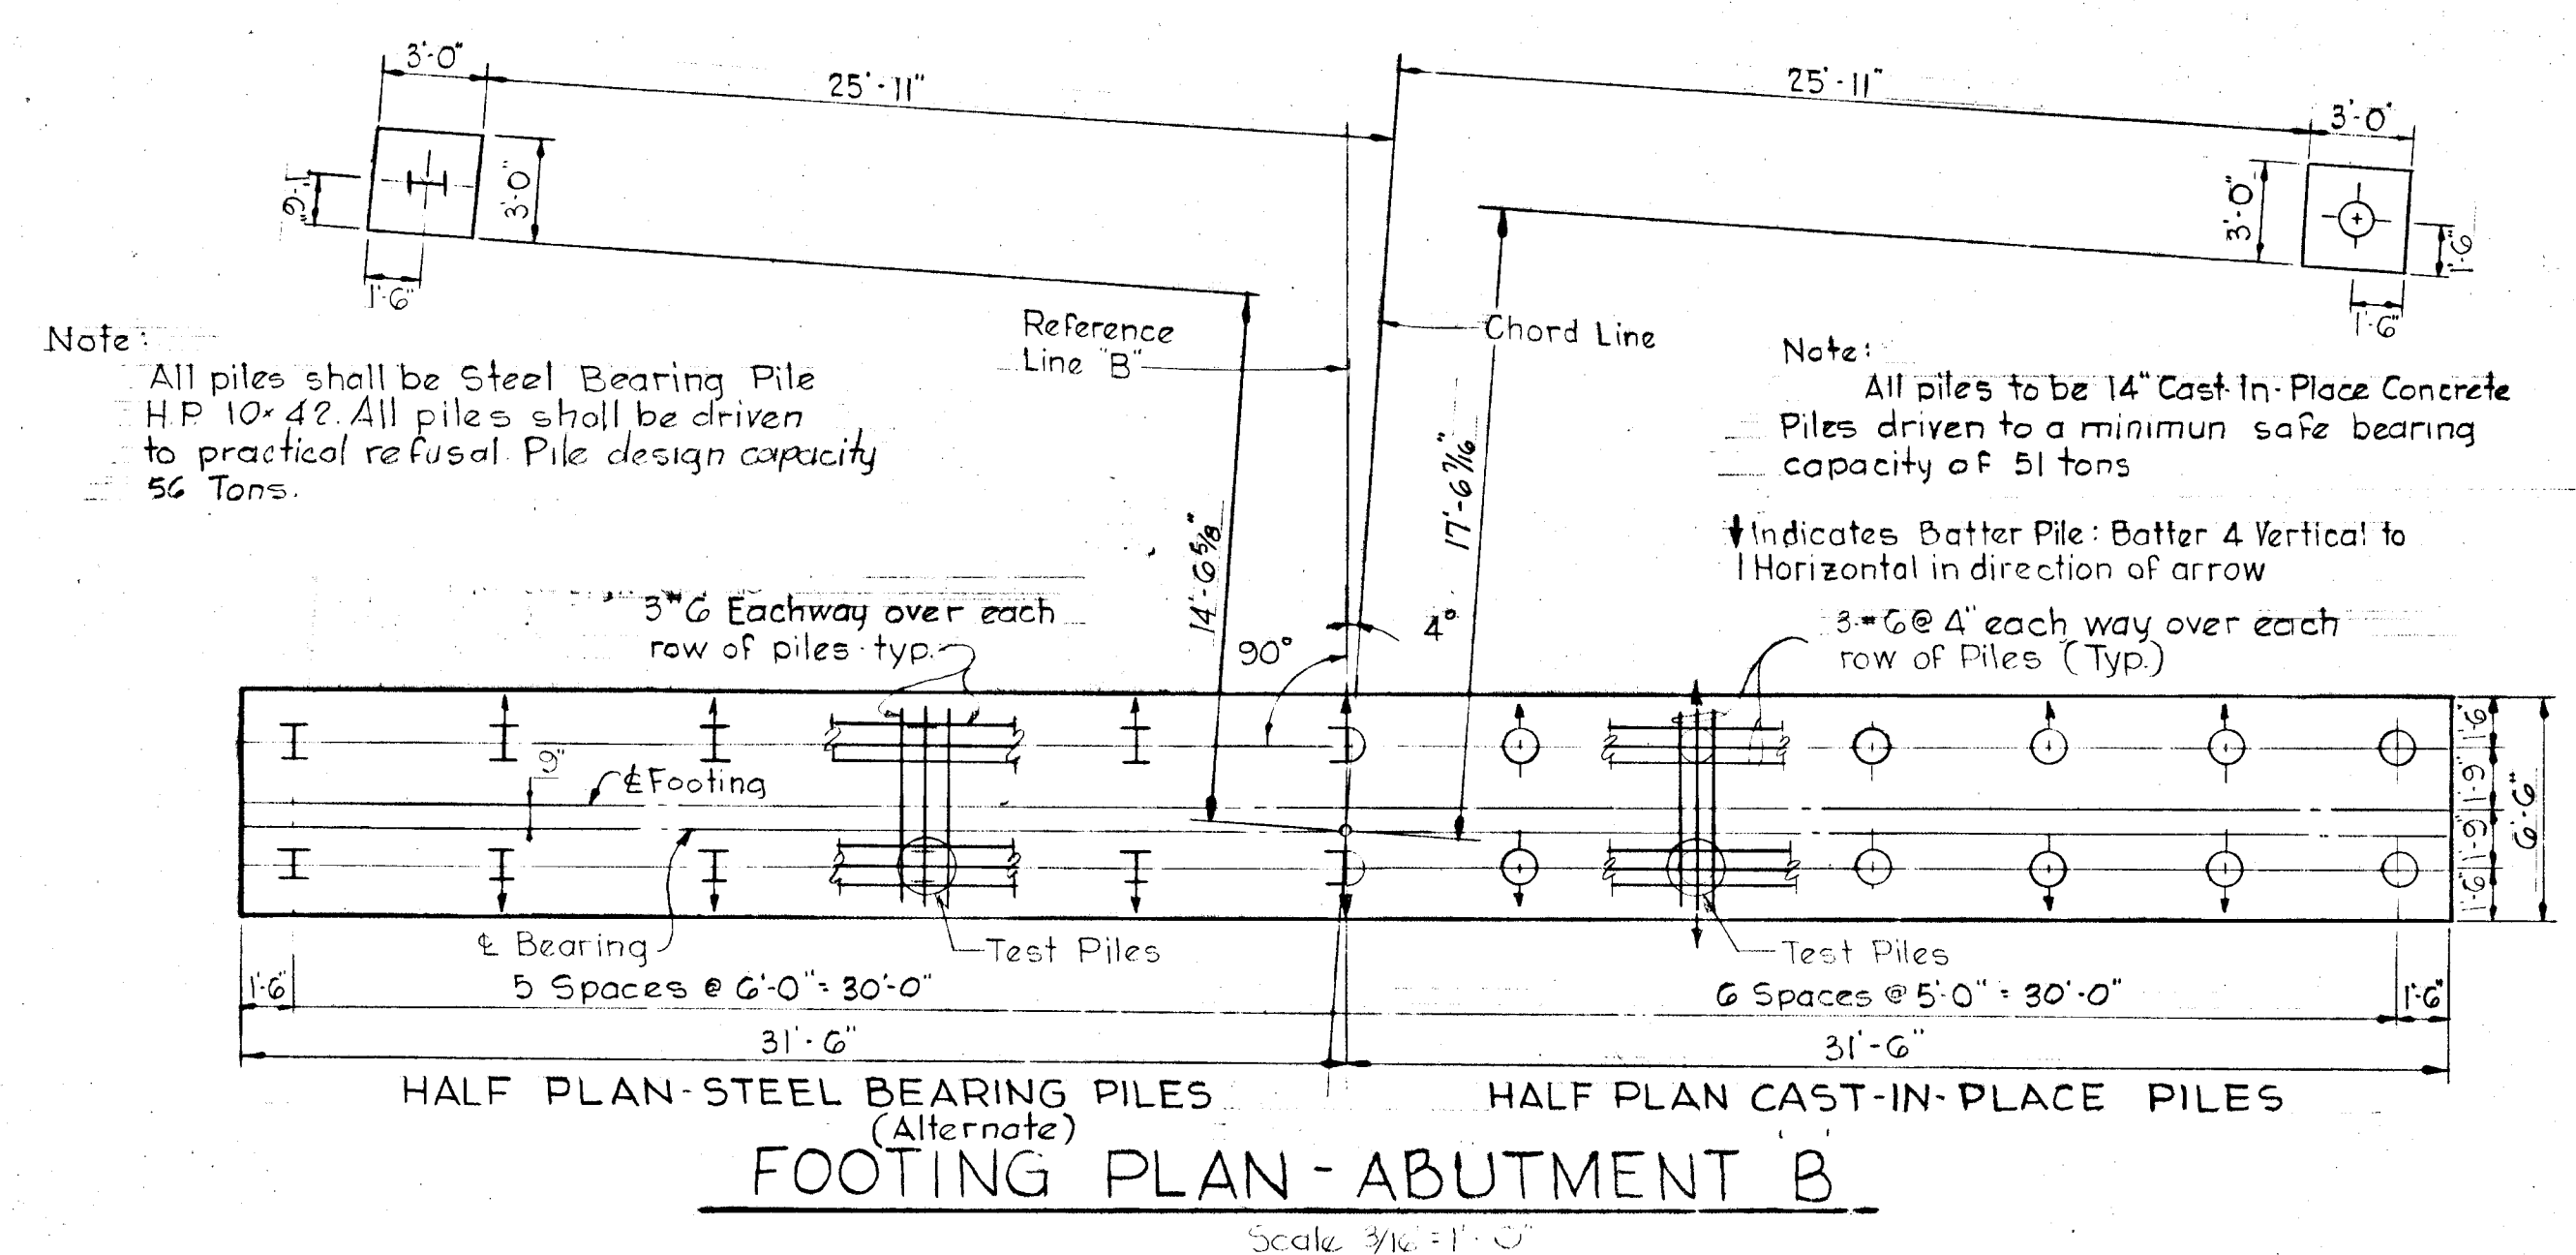 3'-0"
25'-11"
25'-11"
3'-0"
1'-6"
3'-0"
3'-0"
1'-6"
1'-6"
1'-6"
Reference
Line "B"
Chord Line
Note:
All piles shall be Steel Bearing Pile
H.P. 10x42. All piles shall be driven
to practical refusal. Pile design capacity
56 Tons.
Note:
All piles to be 14" Cast-In-Place Concrete
Piles driven to a minimun safe bearing
capacity of 51 tons
Indicates Batter Pile: Batter 4 Vertical to
1 Horizontal in direction of arrow
14'-6 5/8"
17'-6 7/16"
3 #6 Eachway over each
row of piles typ.
90°
4°
3-#6 @ 4" each way over each
row of Piles (Typ.)
9"
℄ Footing
1'-6"
1'-6"
1'-6"
1'-6"
6'-6"
℄ Bearing
Test Piles
Test Piles
1'-6"
5 Spaces @ 6'-0" = 30'-0"
6 Spaces @ 5'-0" = 30'-0"
1'-6"
31'-6"
31'-6"
HALF PLAN-STEEL BEARING PILES
(Alternate)
HALF PLAN CAST-IN-PLACE PILES
FOOTING PLAN - ABUTMENT 'B'
Scale 3/16" = 1'-0"